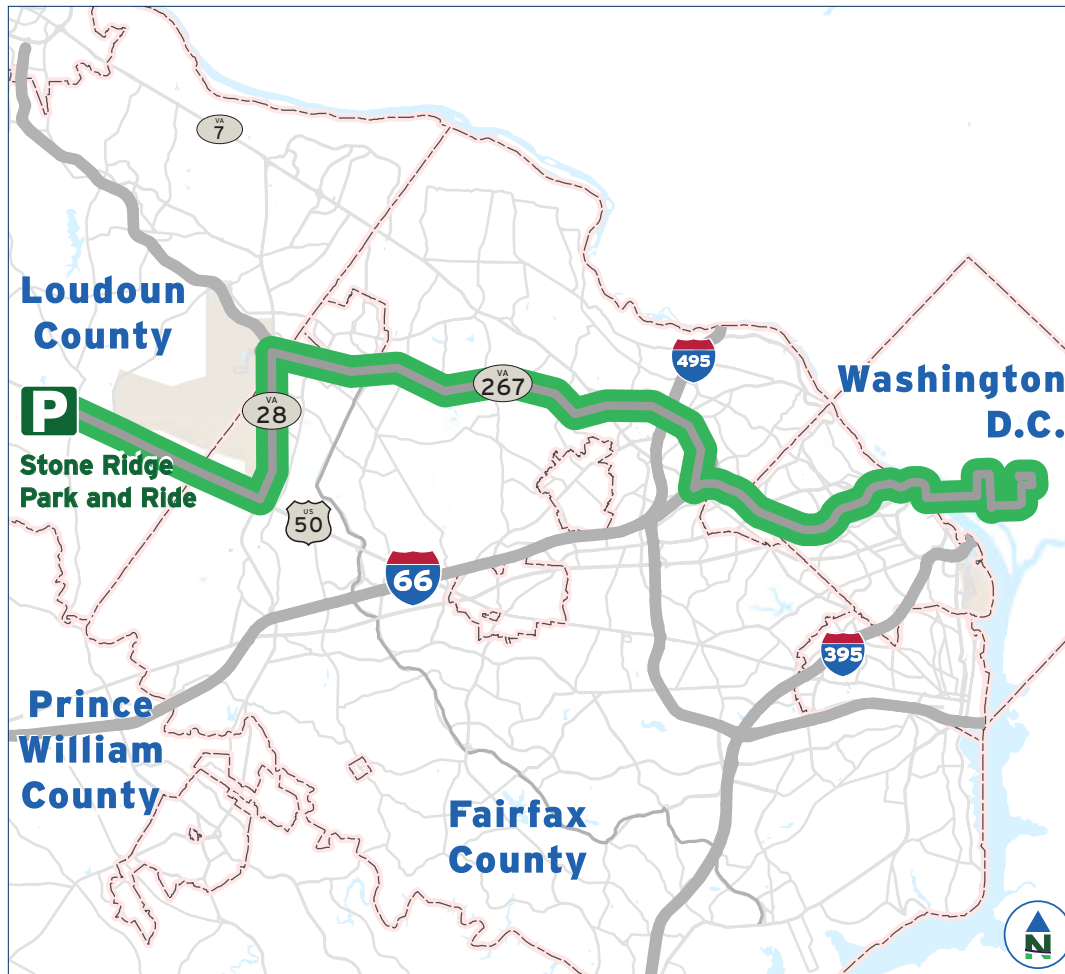 VA
7
Loudoun
County
495
VA
267
Washington
D.C.
P
VA
28
Stone Ridge
Park and Ride
US
50
66
395
Prince
William
County
Fairfax
County
N